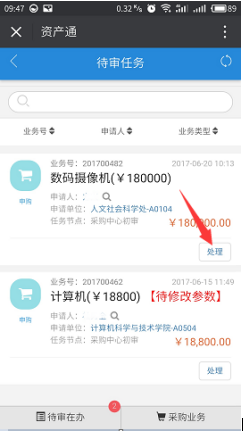 09:47 0.32 K/s 89
资产通
待审任务
业务号 申请人 业务类型
业务号：201700482 2017-06-20 10:13
数码摄像机(￥180000)
申购
申请人：
申请单位：人文社会科学处-A0104
任务节点：采购中心初审 ￥180,000.00
处理
业务号：201700462 2017-06-15 11:49
计算机(￥18800) 【待修改参数】
申购
申请人：
申请单位：计算机科学与技术学院-A0504
任务节点：采购中心初审 ￥18,800.00
处理
2
待审在办 采购业务